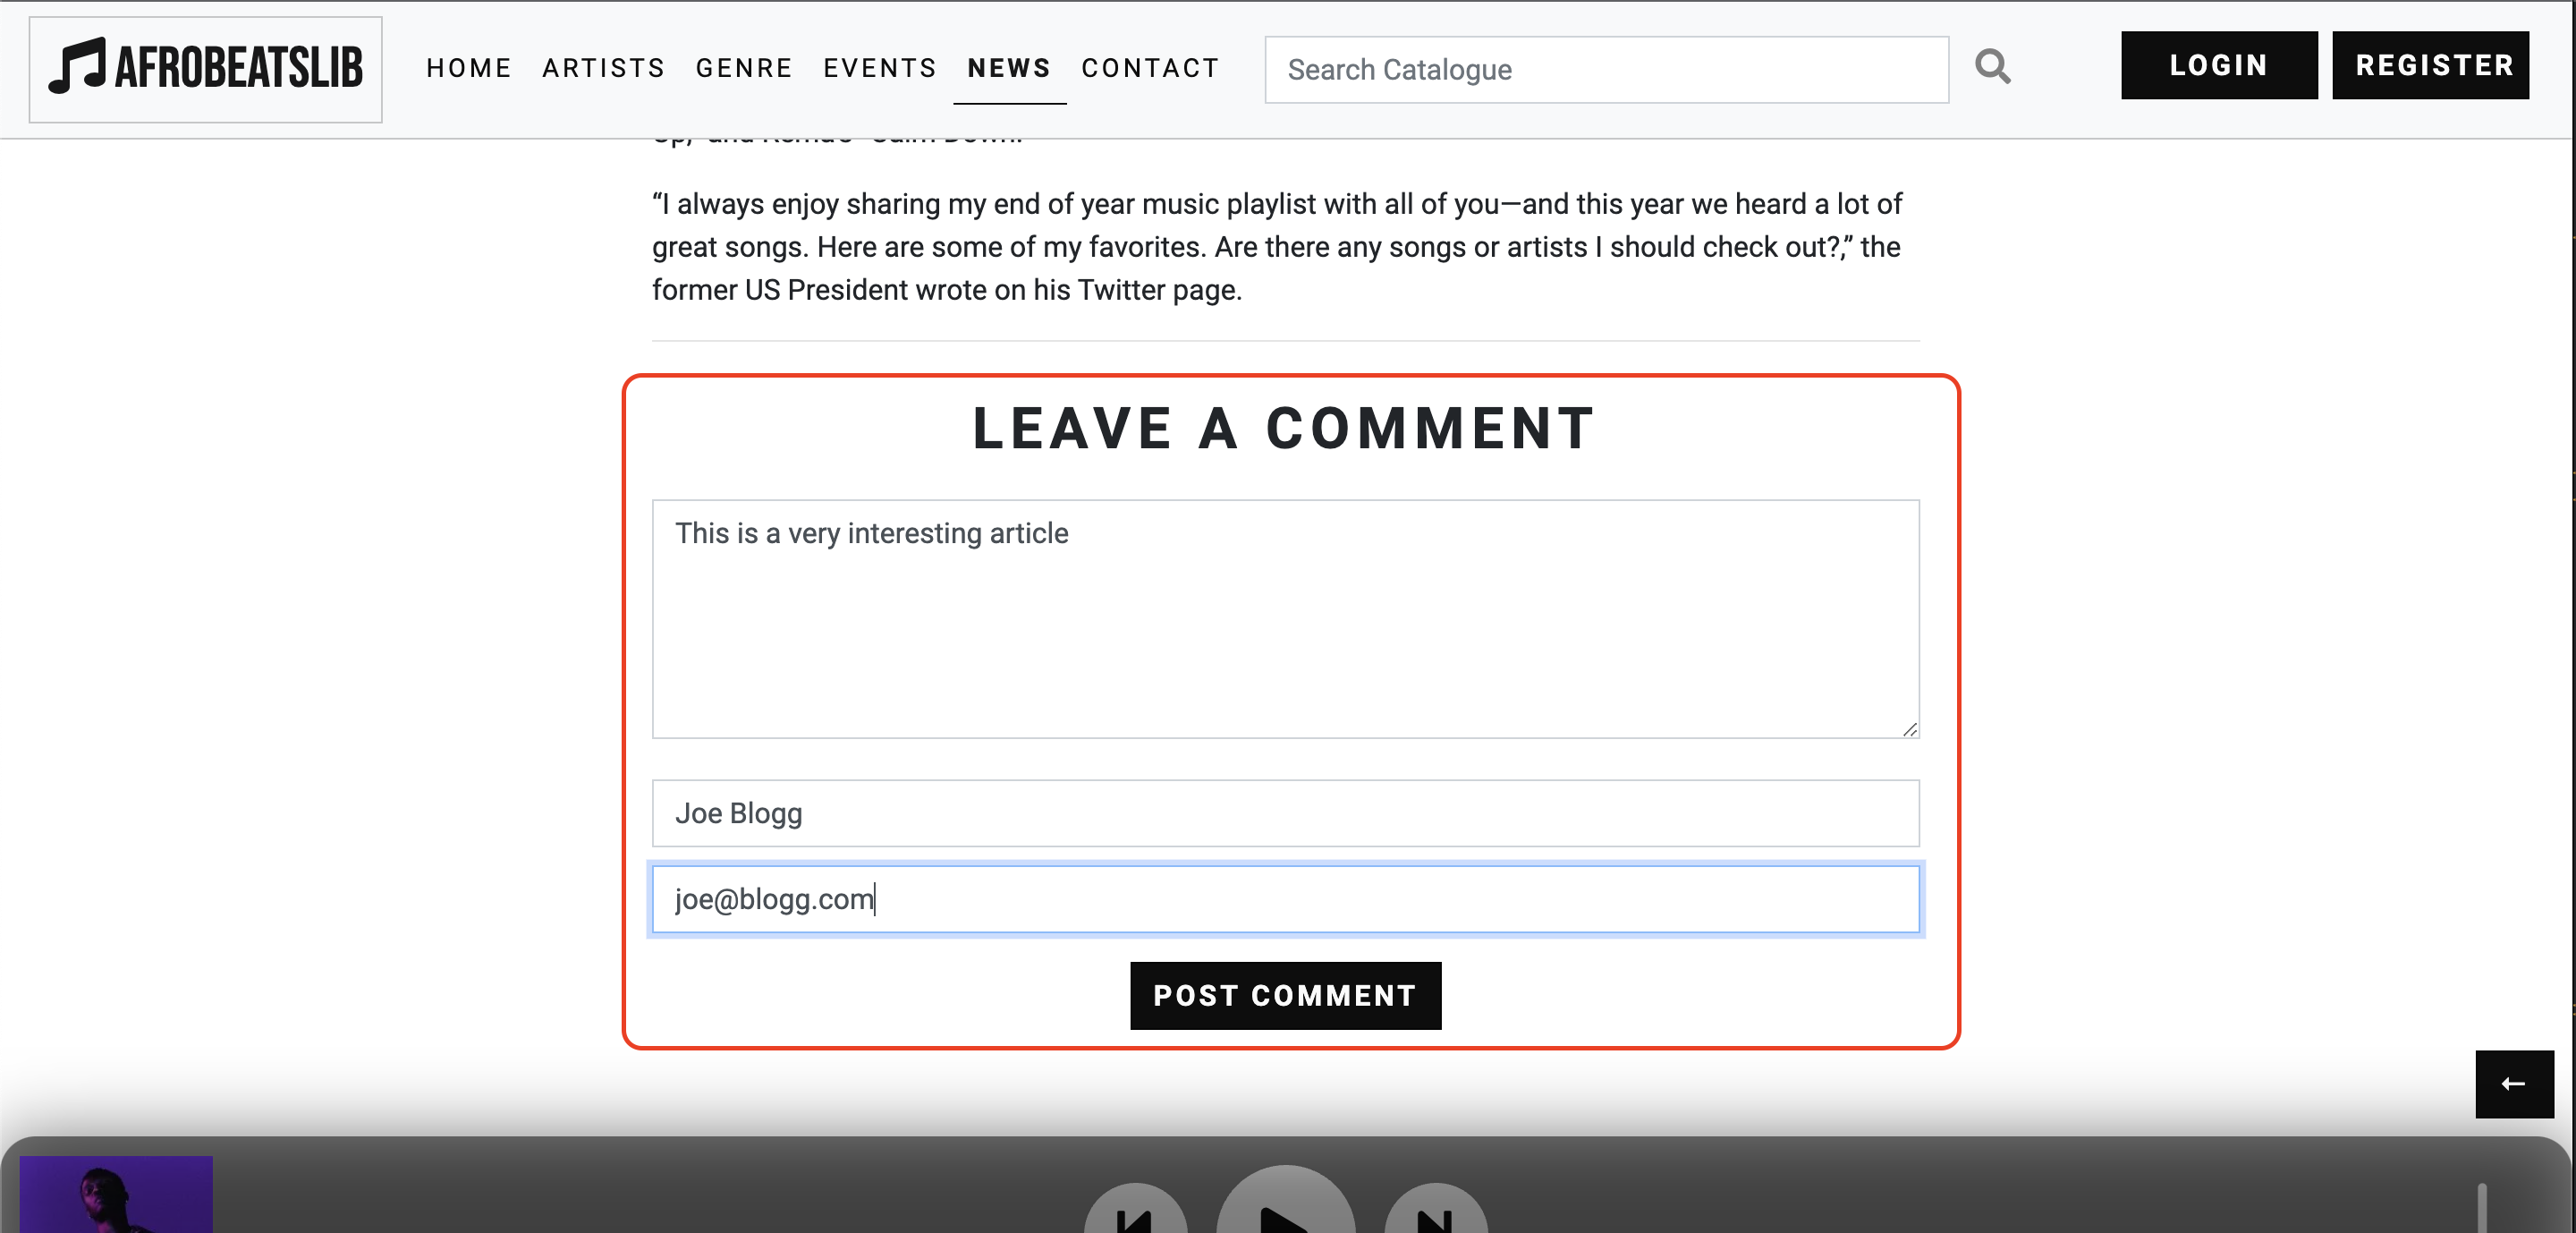 AFROBEATSLIB
HOME ARTISTS GENRE EVENTS NEWS CONTACT
Search Catalogue
LOGIN
REGISTER
“I always enjoy sharing my end of year music playlist with all of you—and this year we heard a lot of
great songs. Here are some of my favorites. Are there any songs or artists I should check out?,” the
former US President wrote on his Twitter page.
LEAVE A COMMENT
This is a very interesting article
Joe Blogg
joe@blogg.com
POST COMMENT